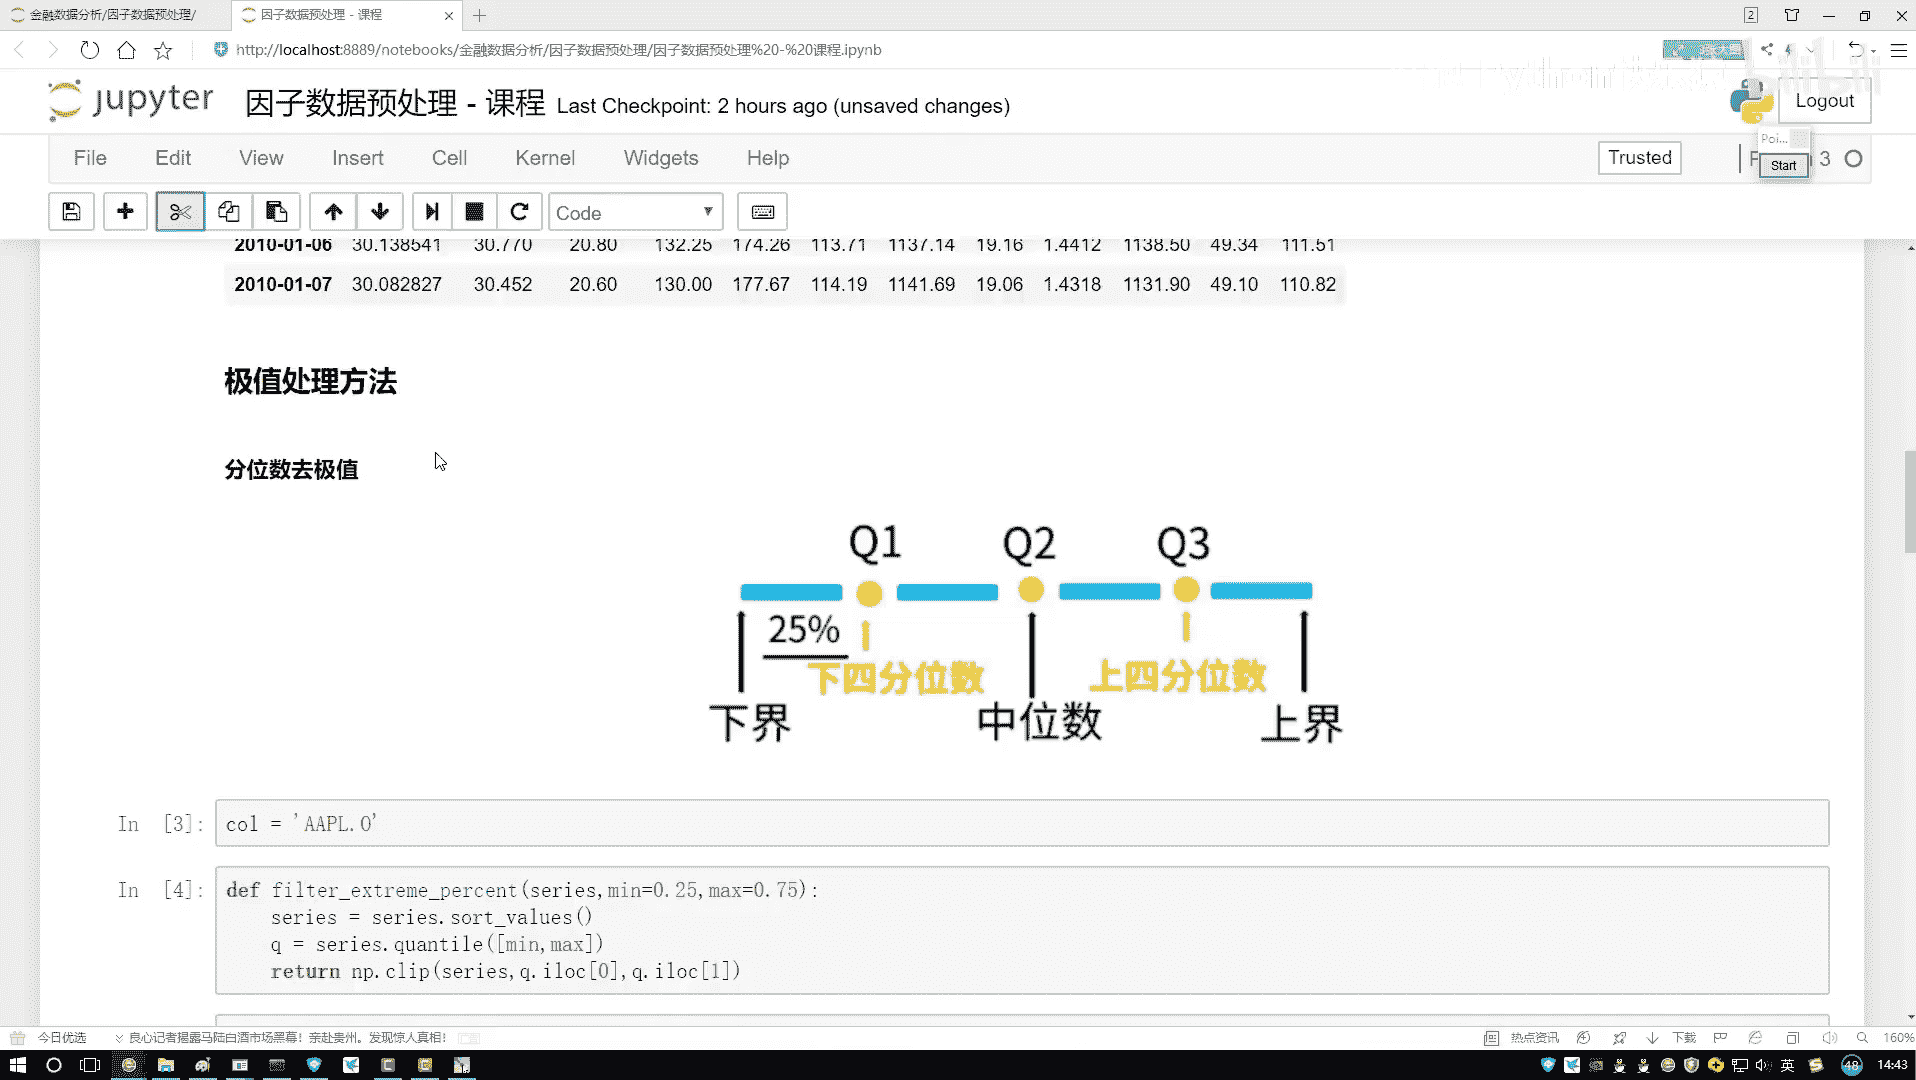 金融数据分析/因子数据预处理/
因子数据预处理 - 课程
2
http://localhost:8889/notebooks/金融数据分析/因子数据预处理/因子数据预处理%20-%20课程.ipynb
jupyter
因子数据预处理 - 课程 Last Checkpoint: 2 hours ago (unsaved changes)
bilibili
Logout
File Edit View Insert Cell Kernel Widgets Help
Trusted
Poi...
Start
3
Code
2010-01-06 30.138541 30.770 20.80 132.25 174.26 113.71 1137.14 19.16 1.4412 1138.50 49.34 111.51
2010-01-07 30.082827 30.452 20.60 130.00 177.67 114.19 1141.69 19.06 1.4318 1131.90 49.10 110.82
极值处理方法
分位数去极值
Q1 Q2 Q3
25%
下四分位数 上四分位数
下界 中位数 上界
In [3]: col = 'AAPL.O'
In [4]: def filter_extreme_percent(series,min=0.25,max=0.75):
series = series.sort_values()
q = series.quantile([min,max])
return np.clip(series,q.iloc[0],q.iloc[1])
今日优选 良心记者揭露马陆白酒市场黑幕！亲赴贵州。发现惊人真相！ 热点资讯 下载 160%
英 48 14:43